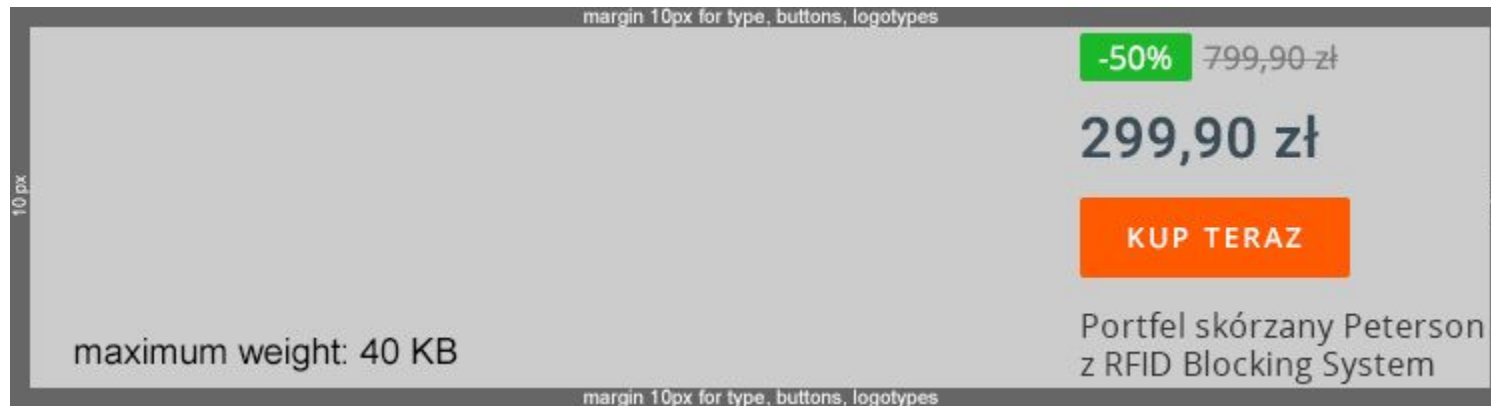 margin 10px for type, buttons, logotypes
-50% 799,90 zł
299,90 zł
KUP TERAZ
10 px
Portfel skórzany Peterson
z RFID Blocking System
maximum weight: 40 KB
margin 10px for type, buttons, logotypes